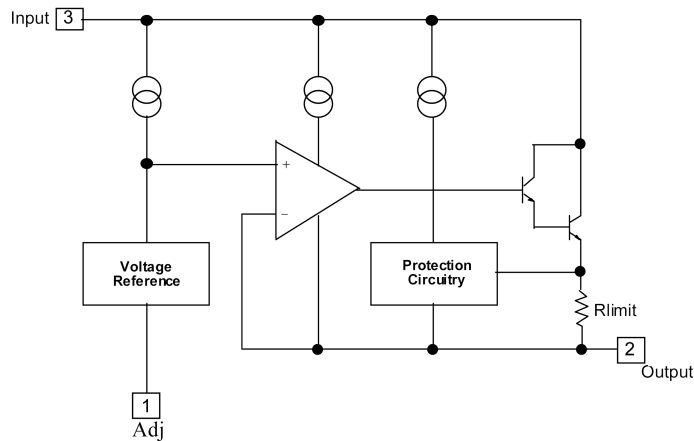 Input 3
+
−
Voltage
Reference
Protection
Circuitry
Rlimit
2
Output
1
Adj